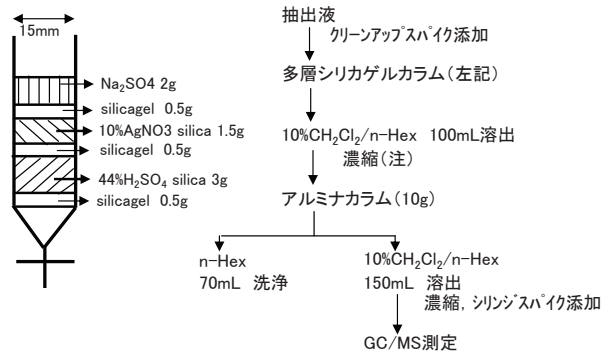 15mm
Na₂SO4 2g
silicagel 0.5g
10%AgNO3 silica 1.5g
silicagel 0.5g
44%H₂SO₄ silica 3g
silicagel 0.5g
抽出液
クリーンアップスパイク添加
多層シリカゲルカラム(左記)
10%CH₂Cl₂/n-Hex 100mL溶出
濃縮(注)
アルミナカラム(10g)
n-Hex
70mL 洗浄
10%CH₂Cl₂/n-Hex
150mL 溶出
濃縮,シリンジスパイク添加
GC/MS測定